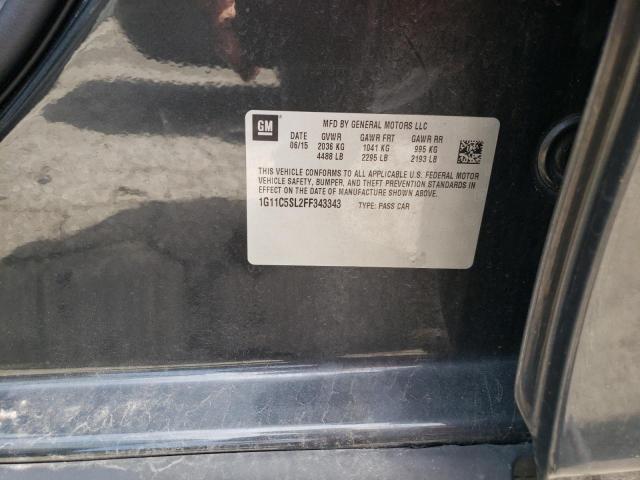 GM
MFD BY GENERAL MOTORS LLC
DATE GVWR GAWR FRT GAWR RR
06/15 2036 KG 1041 KG 995 KG
4488 LB 2295 LB 2193 LB
THIS VEHICLE CONFORMS TO ALL APPLICABLE U.S. FEDERAL MOTOR
VEHICLE SAFETY, BUMPER, AND THEFT PREVENTION STANDARDS
IN EFFECT ON THE DATE OF MANUFACTURE SHOWN ABOVE.
1G11C5SL2FF343343 TYPE: PASS CAR